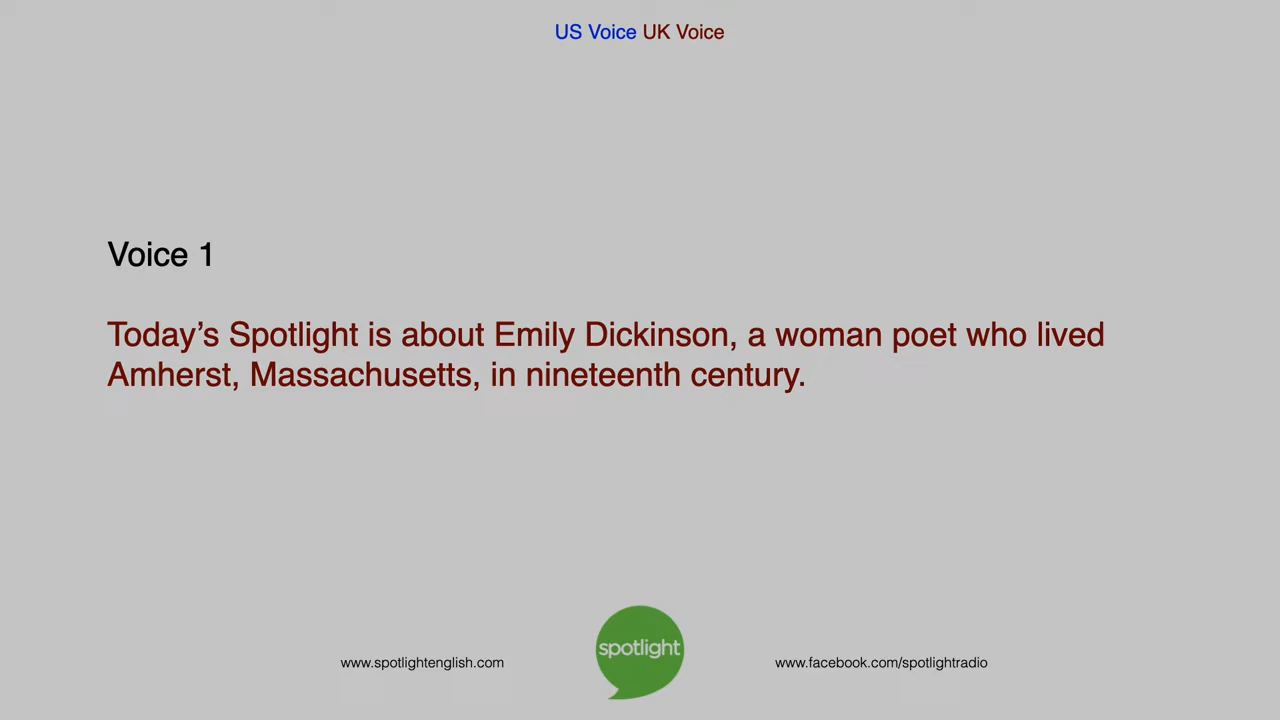 US Voice UK Voice
Voice 1
Today’s Spotlight is about Emily Dickinson, a woman poet who lived
Amherst, Massachusetts, in nineteenth century.
spotlight
www.spotlightenglish.com
www.facebook.com/spotlightradio